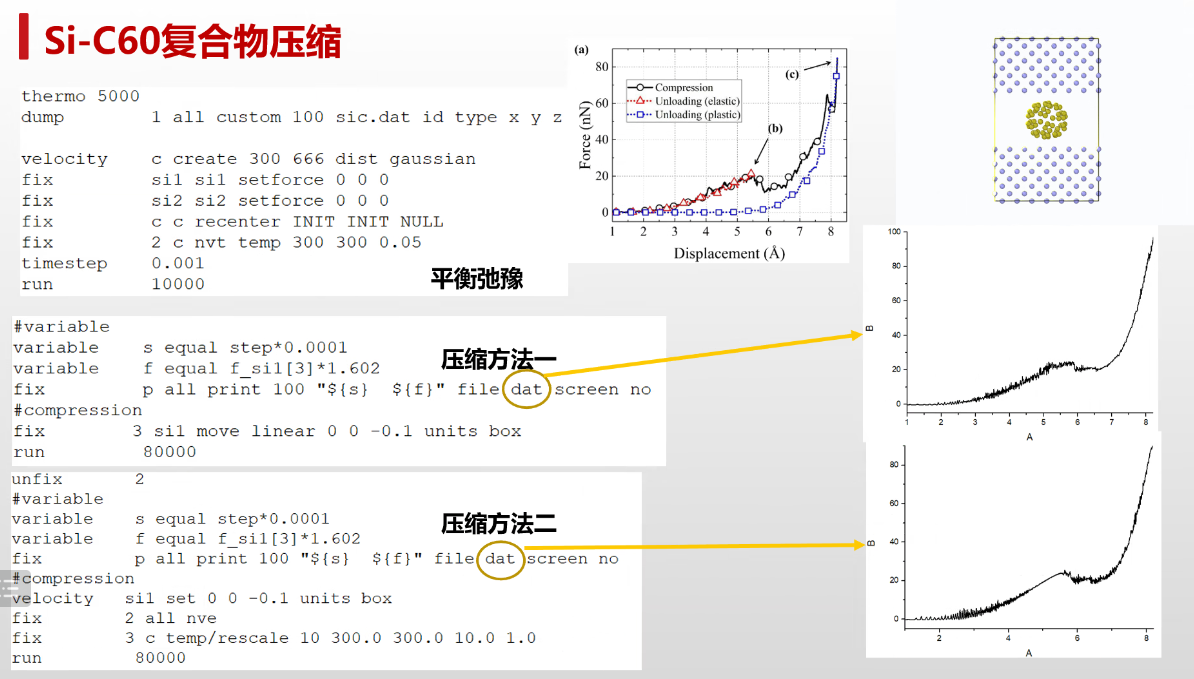 Si-C60复合物压缩
thermo 5000
dump 1 all custom 100 sic.dat id type x y z
velocity c create 300 666 dist gaussian
fix si1 si1 setforce 0 0 0
fix si2 si2 setforce 0 0 0
fix c c recenter INIT INIT NULL
fix 2 c nvt temp 300 300 0.05
timestep 0.001
run 10000
平衡弛豫
(a)
Compression
Unloading (elastic)
Unloading (plastic)
(b)
(c)
Force (nN)
80
60
40
20
0
1 2 3 4 5 6 7 8
Displacement (Å)
#variable
variable s equal step*0.0001
variable f equal f_si1[3]*1.602
fix p all print 100 "${s} ${f}" file dat screen no
#compression
fix 3 si1 move linear 0 0 -0.1 units box
run 80000
压缩方法一
100
80
60
40
20
0
B
1 2 3 4 5 6 7 8
A
unfix 2
#variable
variable s equal step*0.0001
variable f equal f_si1[3]*1.602
fix p all print 100 "${s} ${f}" file dat screen no
#compression
velocity si1 set 0 0 -0.1 units box
fix 2 all nve
fix 3 c temp/rescale 10 300.0 300.0 10.0 1.0
run 80000
压缩方法二
80
60
40
20
0
B
2 4 6 8
A